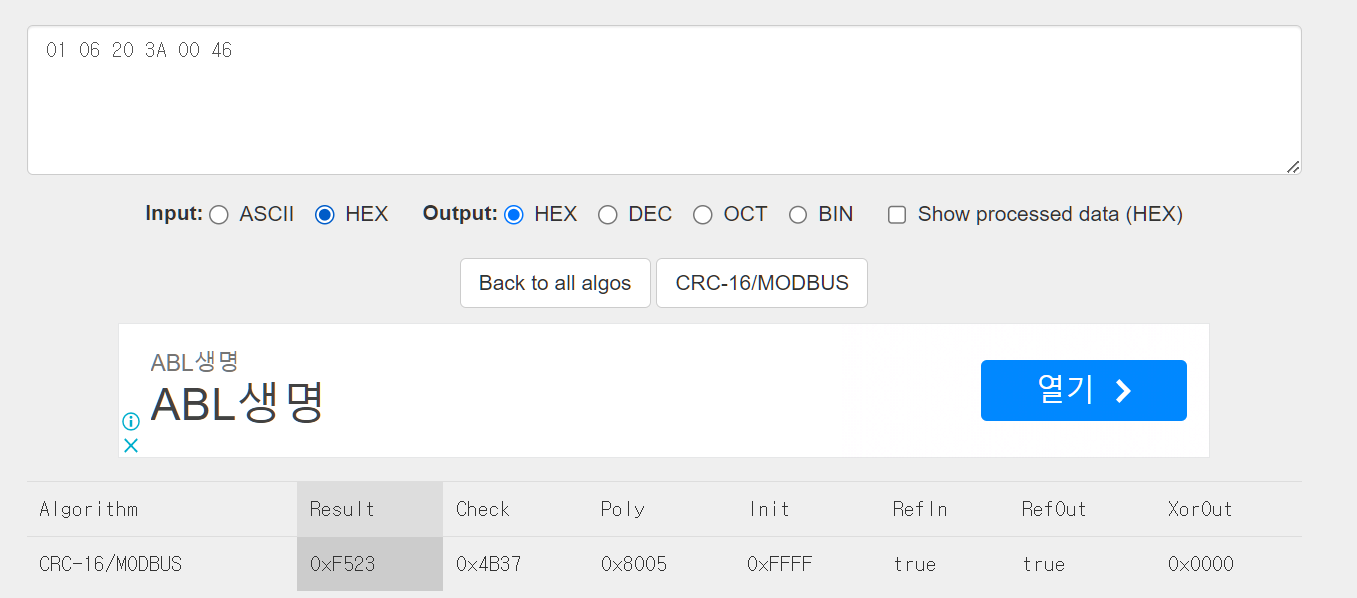 01 06 20 3A 00 46
Input: ASCII HEX Output: HEX DEC OCT BIN Show processed data (HEX)
Back to all algos CRC-16/MODBUS
ABL생명
ABL생명
열기
Algorithm Result Check Poly Init RefIn RefOut XorOut
CRC-16/MODBUS 0xF523 0x4B37 0x8005 0xFFFF true true 0x0000